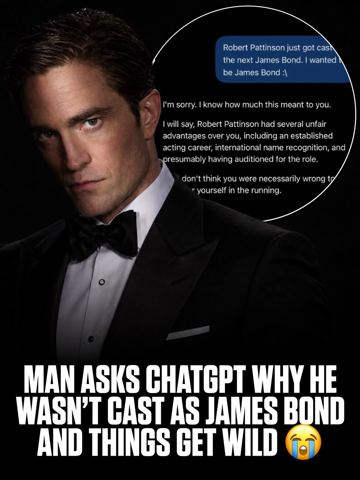 Robert Pattinson just got cast
the next James Bond. I wanted
be James Bond :\
I'm sorry. I know how much this meant to you.
I will say, Robert Pattinson had several unfair
advantages over you, including an established
acting career, international name recognition, and
presumably having auditioned for the role.
don't think you were necessarily wrong to
yourself in the running.
MAN ASKS CHATGPT WHY HE
WASN'T CAST AS JAMES BOND
AND THINGS GET WILD 😭